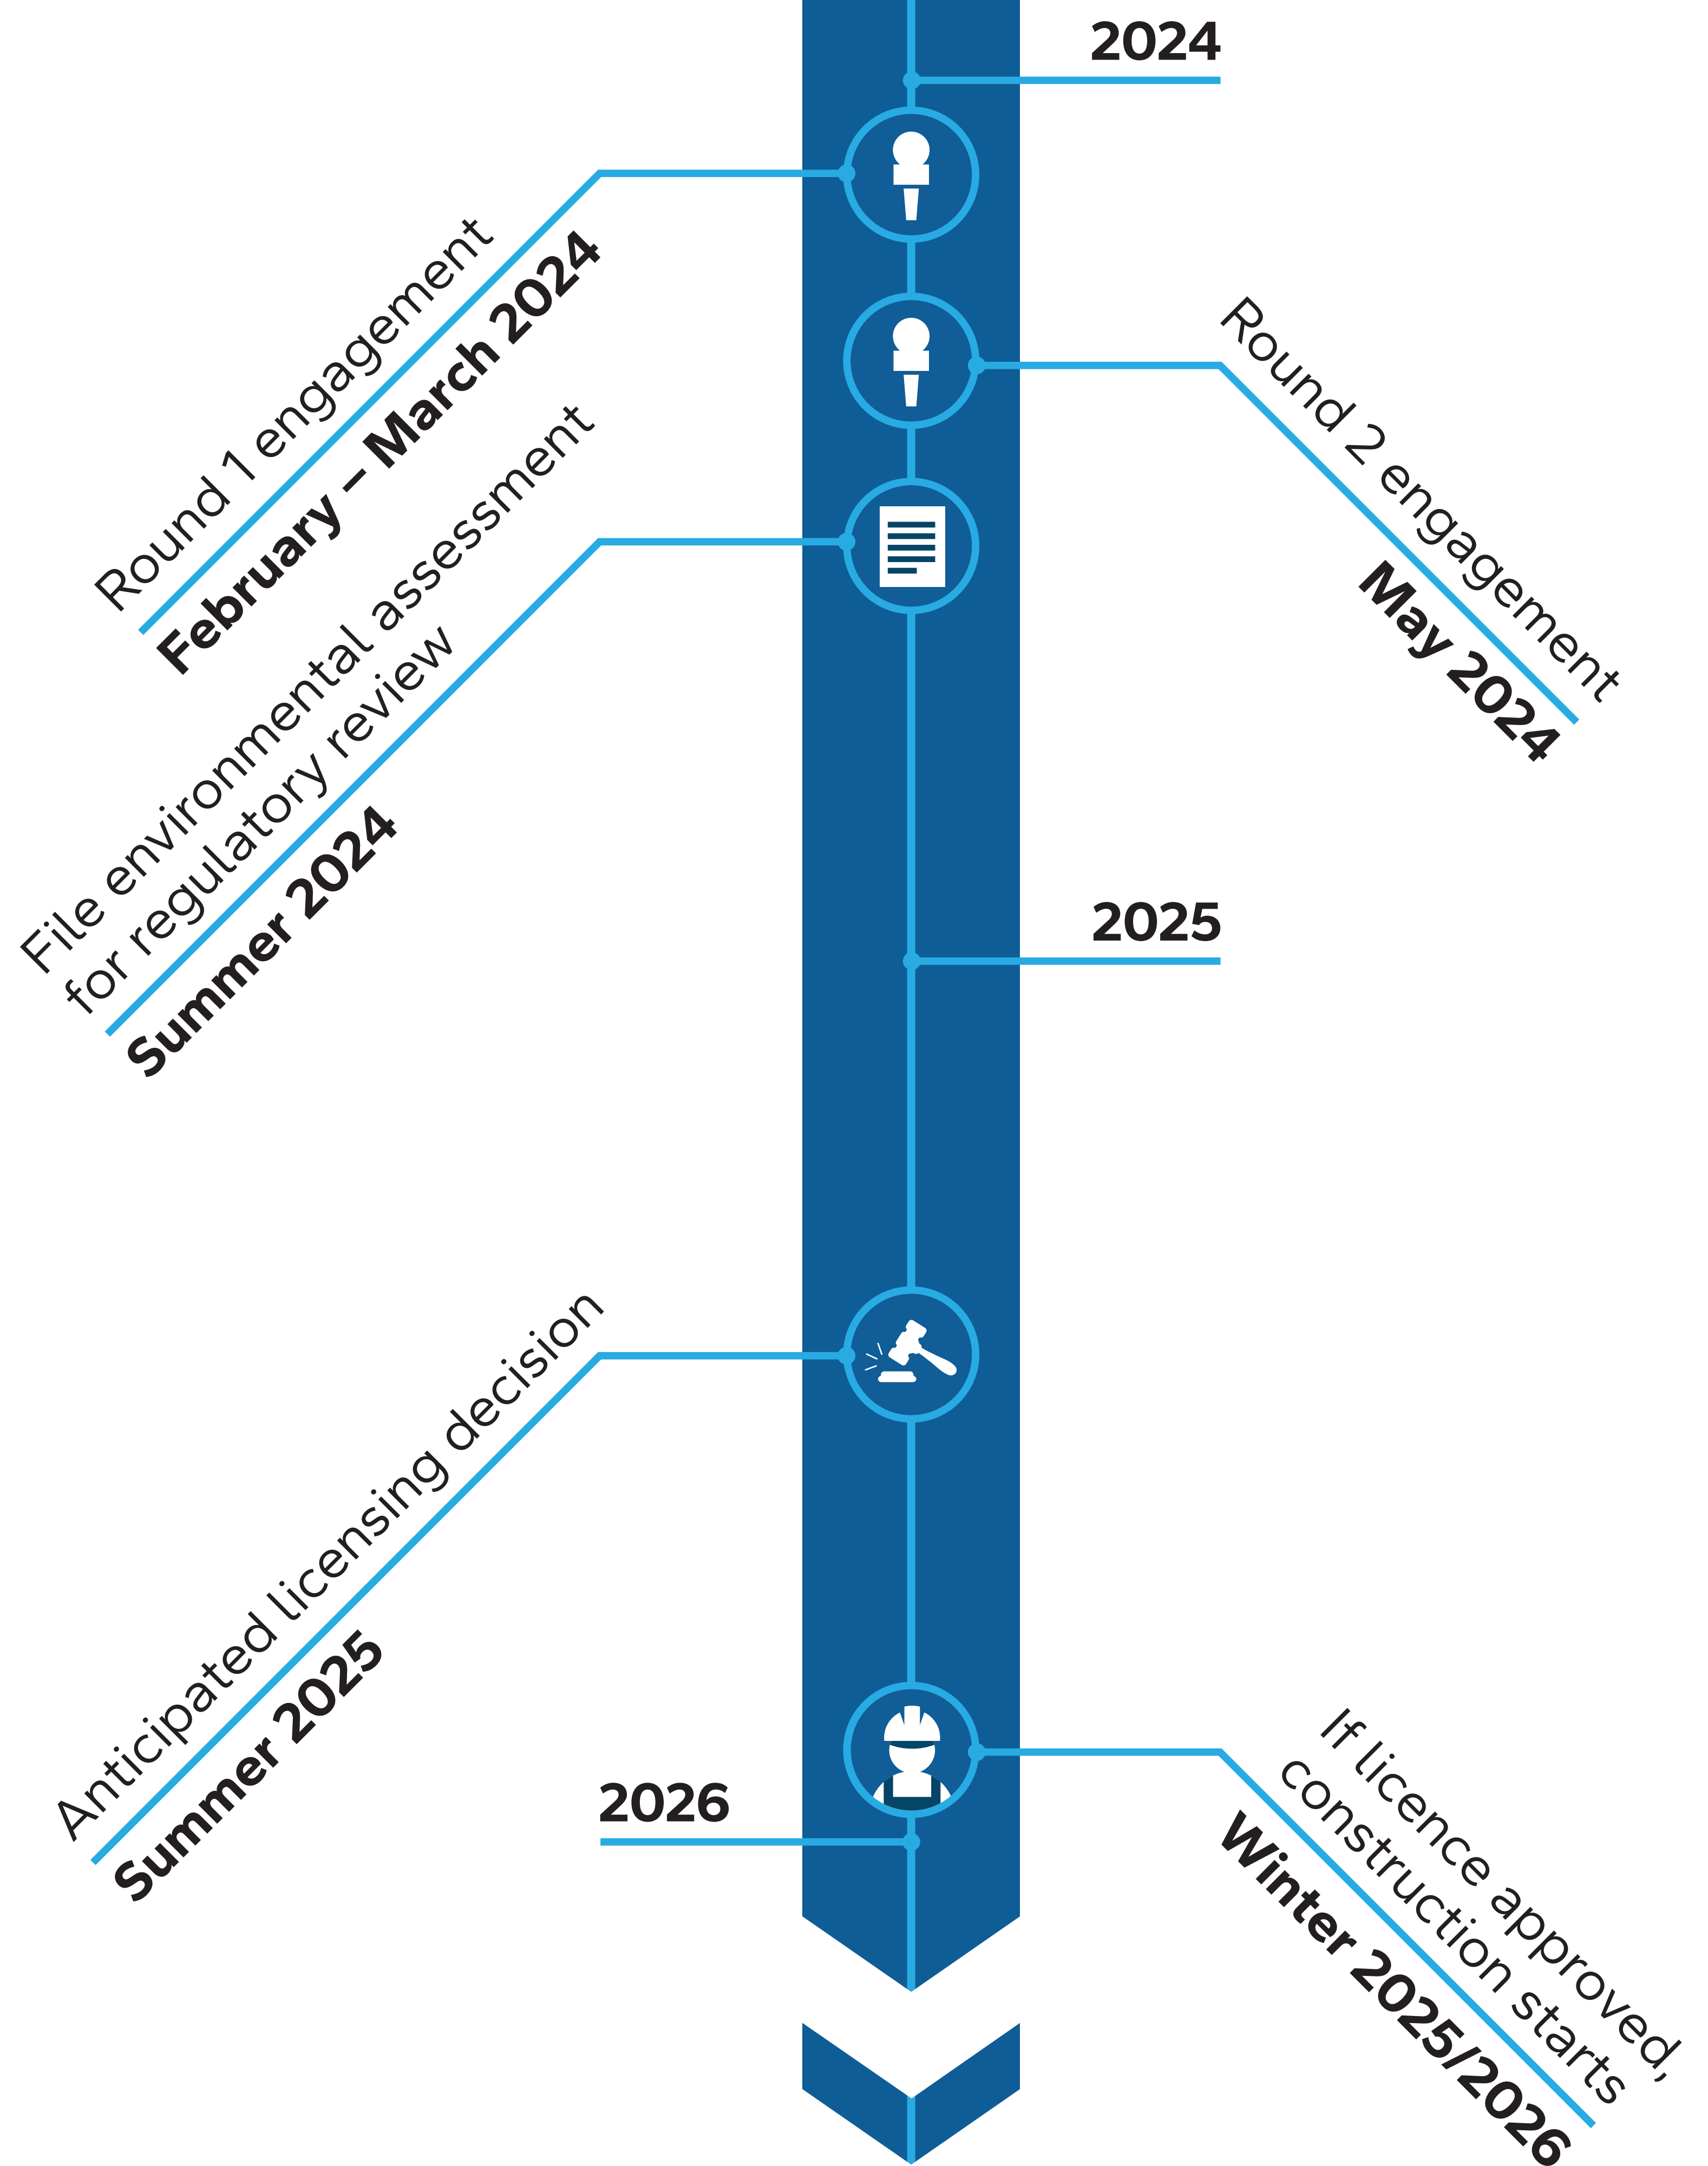 2024
Round 1 engagement
February – March 2024
Round 2 engagement
May 2024
File environmental assessment
for regulatory review
Summer 2024
2025
Anticipated licensing decision
Summer 2025
If licence approved,
construction starts
Winter 2025/2026
2026